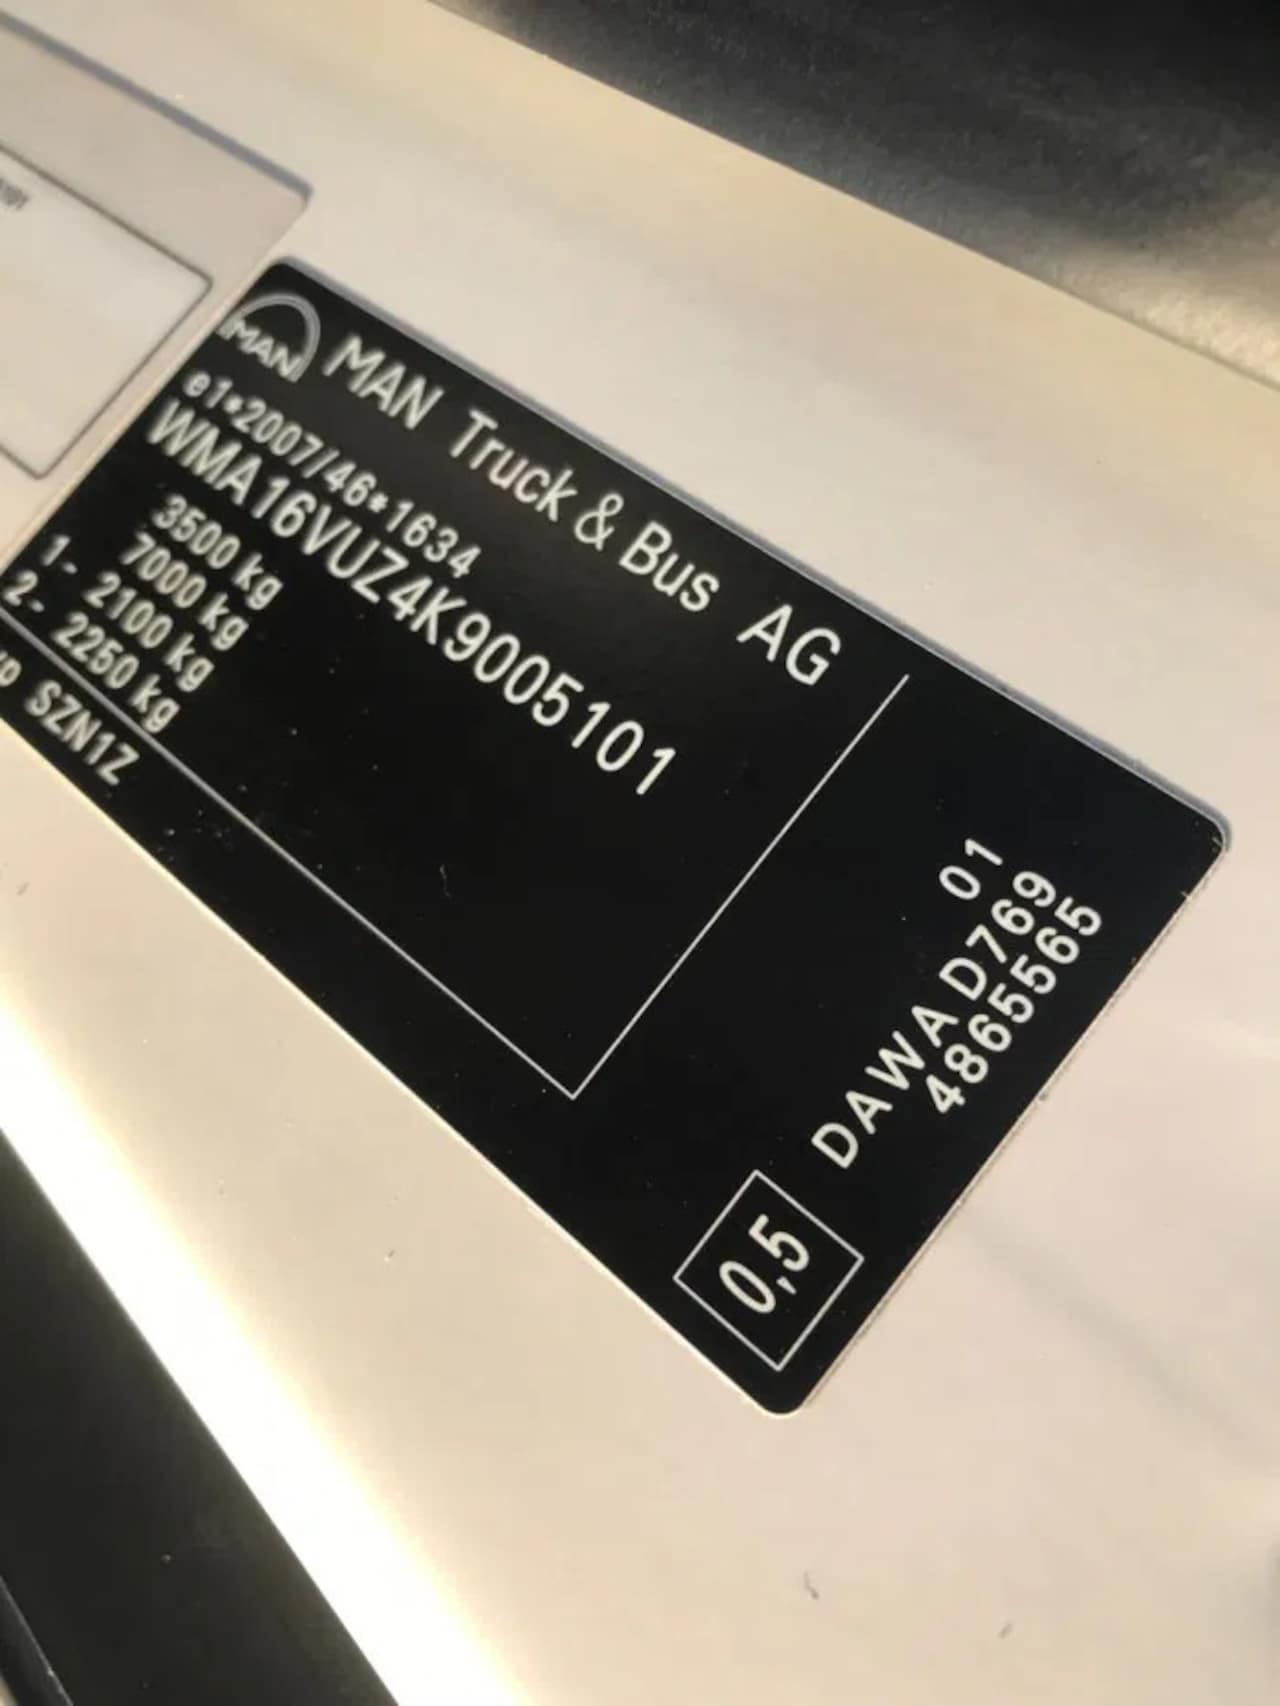 MAN
MAN Truck & Bus AG
e1*2007/46*1634
WMA16VUZ4K9005101
3500 kg
7000 kg
1- 2100 kg
2- 2250 kg
SZN1Z
01
DAWA D769
4865565
0,5